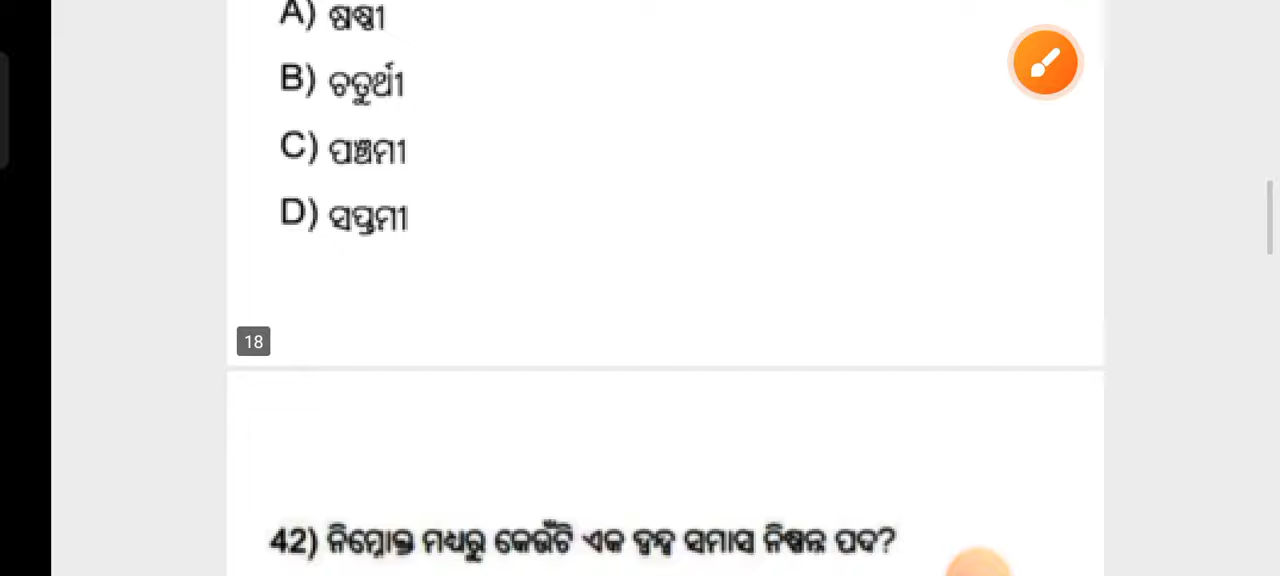 A) ଷଷ୍ଠୀ
B) ଚତୁର୍ଥୀ
C) ପଞ୍ଚମୀ
D) ସପ୍ତମୀ
18
42) ନିମ୍ନୋକ୍ତ ମଧ୍ୟରୁ କେଉଁଟି ଏକ ଦ୍ୱନ୍ଦ୍ୱ ସମାସ ନିଷ୍ପନ୍ନ ପଦ?